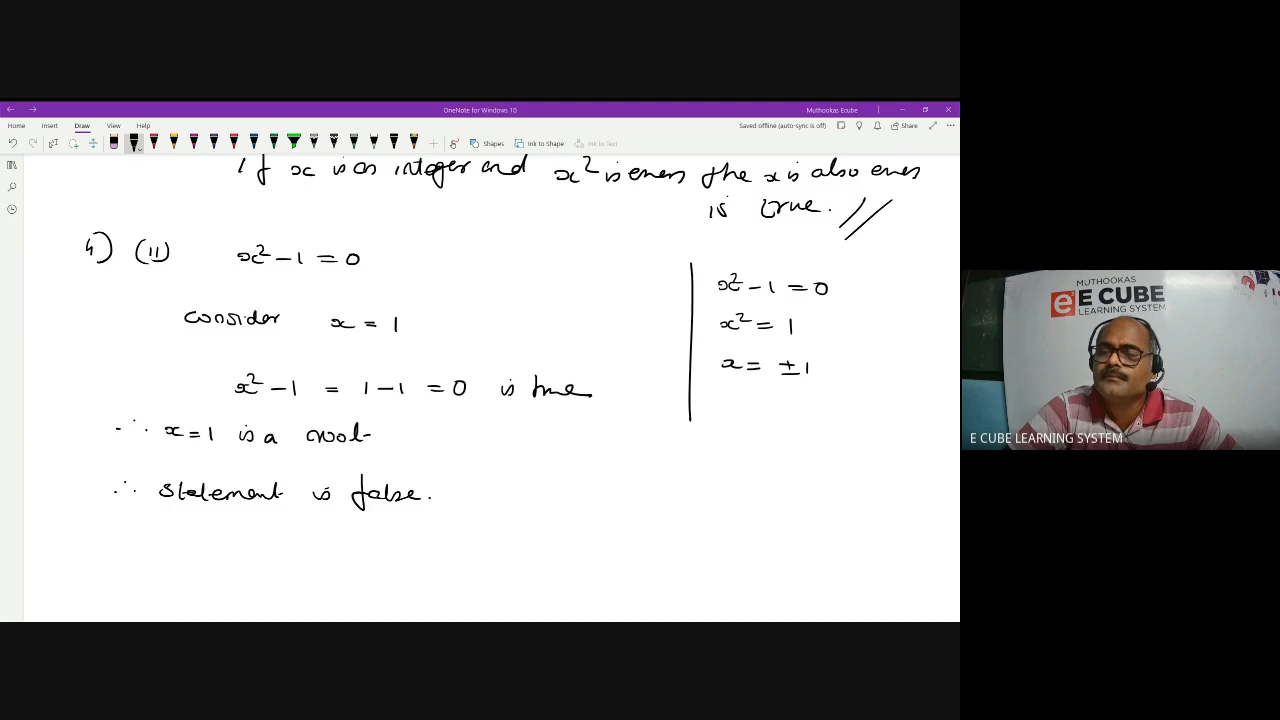 OneNote for Windows 10
Muthookas Ecube
Home Insert Draw View Help
Saved offline (auto-sync is off)
Share
Shapes Ink to Shape Ink to Text
If x is an integer and x² is even the x is also even
is true.
4) (ii) x² - 1 = 0
consider x = 1
x² - 1 = 1 - 1 = 0 is true
∴ x = 1 is a root
∴ statement is false.
x² - 1 = 0
x² = 1
x = ± 1
MUTHOOKAS
e³ E CUBE
LEARNING SYSTEM
E CUBE LEARNING SYSTEM